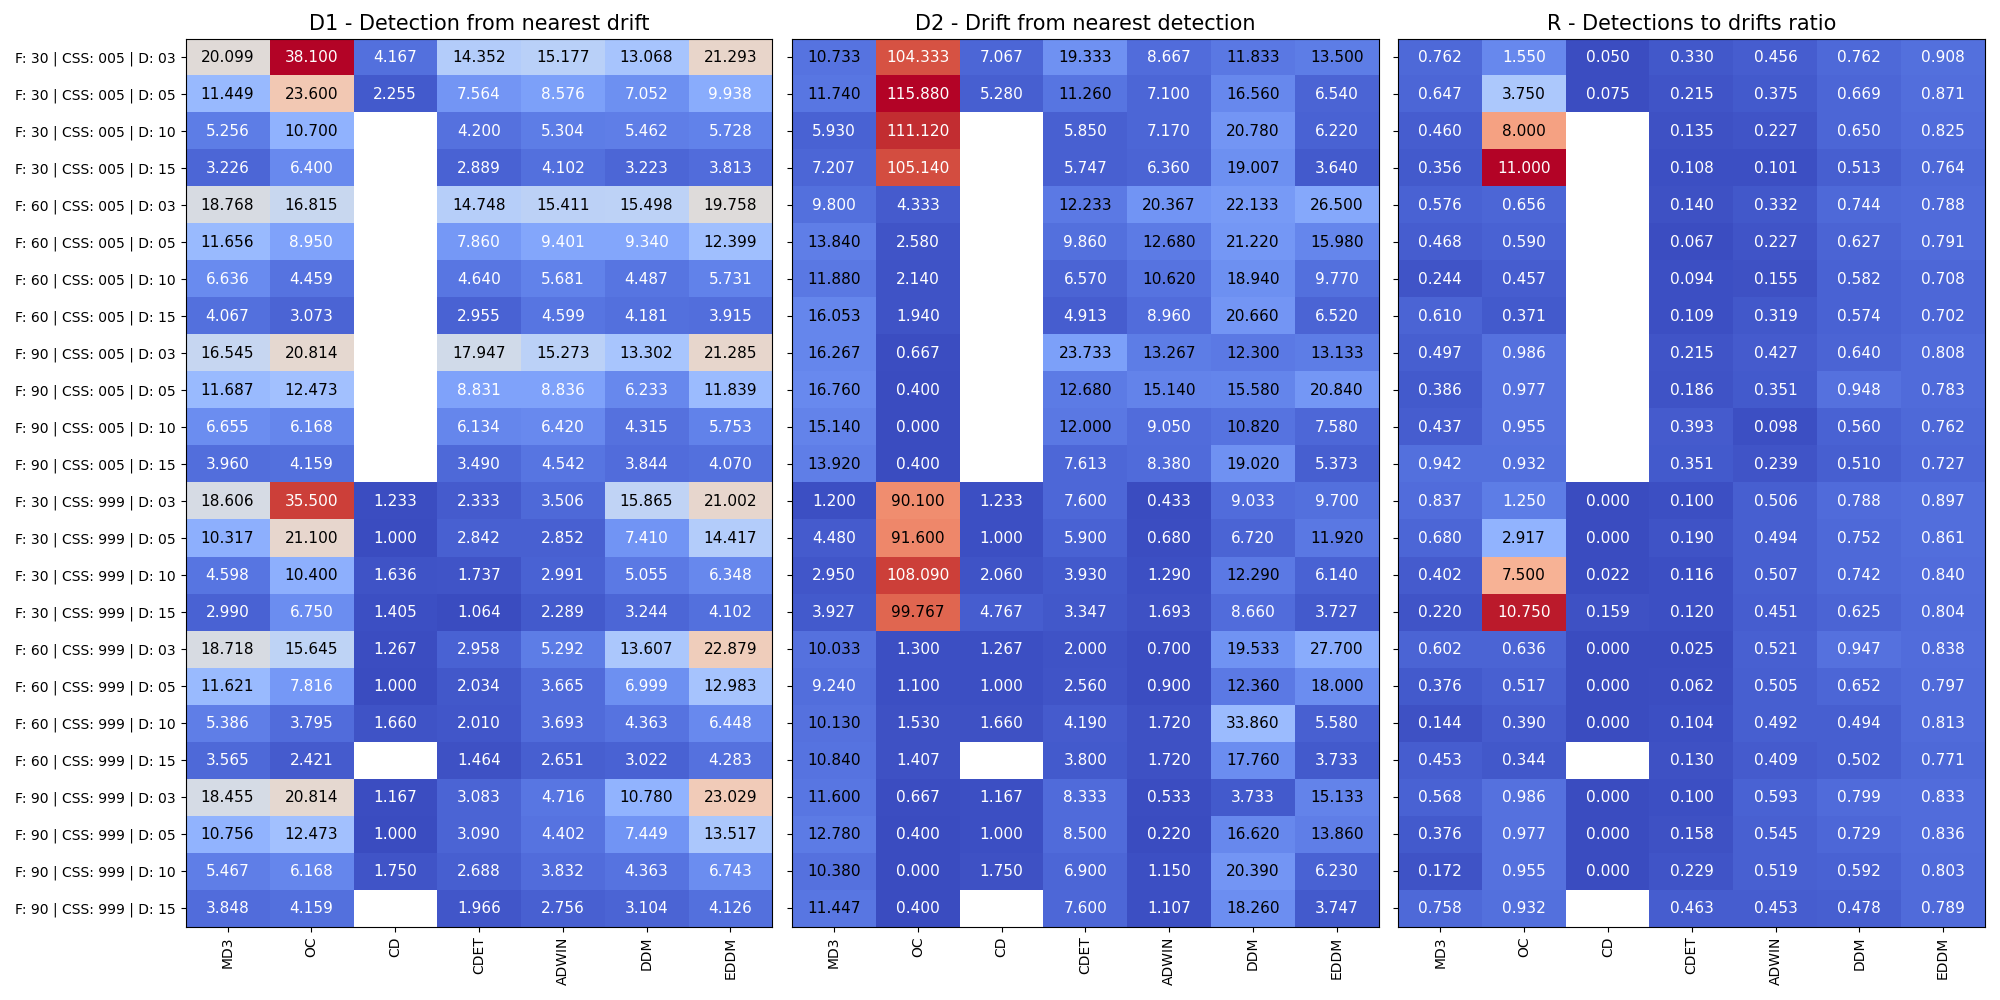 D1 - Detection from nearest drift D2 - Drift from nearest detection R - Detections to drifts ratio
F: 30 | CSS: 005 | D: 03 20.099 38.100 4.167 14.352 15.177 13.068 21.293 10.733 104.333 7.067 19.333 8.667 11.833 13.500 0.762 1.550 0.050 0.330 0.456 0.762 0.908
F: 30 | CSS: 005 | D: 05 11.449 23.600 2.255 7.564 8.576 7.052 9.938 11.740 115.880 5.280 11.260 7.100 16.560 6.540 0.647 3.750 0.075 0.215 0.375 0.669 0.871
F: 30 | CSS: 005 | D: 10 5.256 10.700 4.200 5.304 5.462 5.728 5.930 111.120 5.850 7.170 20.780 6.220 0.460 8.000 0.135 0.227 0.650 0.825
F: 30 | CSS: 005 | D: 15 3.226 6.400 2.889 4.102 3.223 3.813 7.207 105.140 5.747 6.360 19.007 3.640 0.356 11.000 0.108 0.101 0.513 0.764
F: 60 | CSS: 005 | D: 03 18.768 16.815 14.748 15.411 15.498 19.758 9.800 4.333 12.233 20.367 22.133 26.500 0.576 0.656 0.140 0.332 0.744 0.788
F: 60 | CSS: 005 | D: 05 11.656 8.950 7.860 9.401 9.340 12.399 13.840 2.580 9.860 12.680 21.220 15.980 0.468 0.590 0.067 0.227 0.627 0.791
F: 60 | CSS: 005 | D: 10 6.636 4.459 4.640 5.681 4.487 5.731 11.880 2.140 6.570 10.620 18.940 9.770 0.244 0.457 0.094 0.155 0.582 0.708
F: 60 | CSS: 005 | D: 15 4.067 3.073 2.955 4.599 4.181 3.915 16.053 1.940 4.913 8.960 20.660 6.520 0.610 0.371 0.109 0.319 0.574 0.702
F: 90 | CSS: 005 | D: 03 16.545 20.814 17.947 15.273 13.302 21.285 16.267 0.667 23.733 13.267 12.300 13.133 0.497 0.986 0.215 0.427 0.640 0.808
F: 90 | CSS: 005 | D: 05 11.687 12.473 8.831 8.836 6.233 11.839 16.760 0.400 12.680 15.140 15.580 20.840 0.386 0.977 0.186 0.351 0.948 0.783
F: 90 | CSS: 005 | D: 10 6.655 6.168 6.134 6.420 4.315 5.753 15.140 0.000 12.000 9.050 10.820 7.580 0.437 0.955 0.393 0.098 0.560 0.762
F: 90 | CSS: 005 | D: 15 3.960 4.159 3.490 4.542 3.844 4.070 13.920 0.400 7.613 8.380 19.020 5.373 0.942 0.932 0.351 0.239 0.510 0.727
F: 30 | CSS: 999 | D: 03 18.606 35.500 1.233 2.333 3.506 15.865 21.002 1.200 90.100 1.233 7.600 0.433 9.033 9.700 0.837 1.250 0.000 0.100 0.506 0.788 0.897
F: 30 | CSS: 999 | D: 05 10.317 21.100 1.000 2.842 2.852 7.410 14.417 4.480 91.600 1.000 5.900 0.680 6.720 11.920 0.680 2.917 0.000 0.190 0.494 0.752 0.861
F: 30 | CSS: 999 | D: 10 4.598 10.400 1.636 1.737 2.991 5.055 6.348 2.950 108.090 2.060 3.930 1.290 12.290 6.140 0.402 7.500 0.022 0.116 0.507 0.742 0.840
F: 30 | CSS: 999 | D: 15 2.990 6.750 1.405 1.064 2.289 3.244 4.102 3.927 99.767 4.767 3.347 1.693 8.660 3.727 0.220 10.750 0.159 0.120 0.451 0.625 0.804
F: 60 | CSS: 999 | D: 03 18.718 15.645 1.267 2.958 5.292 13.607 22.879 10.033 1.300 1.267 2.000 0.700 19.533 27.700 0.602 0.636 0.000 0.025 0.521 0.947 0.838
F: 60 | CSS: 999 | D: 05 11.621 7.816 1.000 2.034 3.665 6.999 12.983 9.240 1.100 1.000 2.560 0.900 12.360 18.000 0.376 0.517 0.000 0.062 0.505 0.652 0.797
F: 60 | CSS: 999 | D: 10 5.386 3.795 1.660 2.010 3.693 4.363 6.448 10.130 1.530 1.660 4.190 1.720 33.860 5.580 0.144 0.390 0.000 0.104 0.492 0.494 0.813
F: 60 | CSS: 999 | D: 15 3.565 2.421 1.464 2.651 3.022 4.283 10.840 1.407 3.800 1.720 17.760 3.733 0.453 0.344 0.130 0.409 0.502 0.771
F: 90 | CSS: 999 | D: 03 18.455 20.814 1.167 3.083 4.716 10.780 23.029 11.600 0.667 1.167 8.333 0.533 3.733 15.133 0.568 0.986 0.000 0.100 0.593 0.799 0.833
F: 90 | CSS: 999 | D: 05 10.756 12.473 1.000 3.090 4.402 7.449 13.517 12.780 0.400 1.000 8.500 0.220 16.620 13.860 0.376 0.977 0.000 0.158 0.545 0.729 0.836
F: 90 | CSS: 999 | D: 10 5.467 6.168 1.750 2.688 3.832 4.363 6.743 10.380 0.000 1.750 6.900 1.150 20.390 6.230 0.172 0.955 0.000 0.229 0.519 0.592 0.803
F: 90 | CSS: 999 | D: 15 3.848 4.159 1.966 2.756 3.104 4.126 11.447 0.400 7.600 1.107 18.260 3.747 0.758 0.932 0.463 0.453 0.478 0.789
MD3 OC CD CDET ADWIN DDM EDDM MD3 OC CD CDET ADWIN DDM EDDM MD3 OC CD CDET ADWIN DDM EDDM